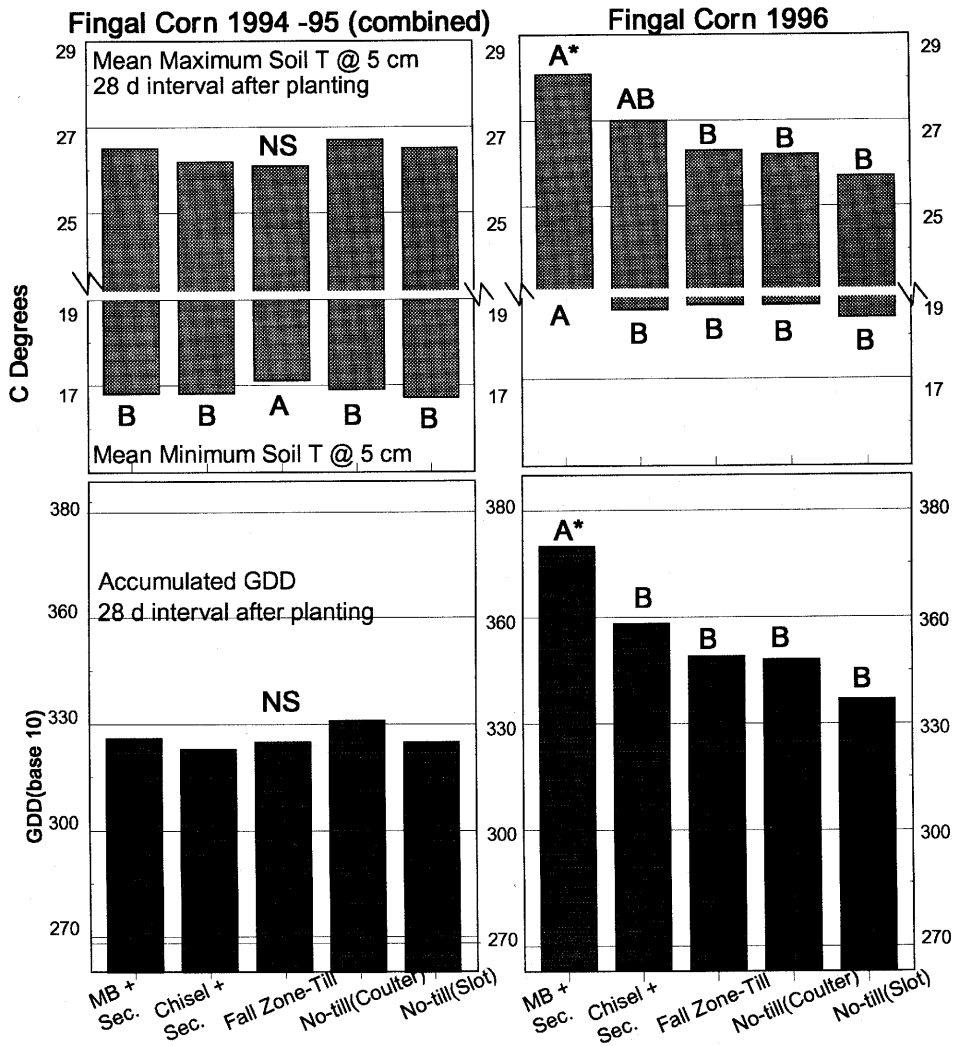 Fingal Corn 1994 -95 (combined)
Fingal Corn 1996
29
Mean Maximum Soil T @ 5 cm
28 d interval after planting
29
29
A*
AB
27
NS
27
27
B
B
B
25
25
25
C Degrees
19
19
19
A
B
B
B
B
17
17
17
B
B
A
B
B
Mean Minimum Soil T @ 5 cm
380
380
380
A*
Accumulated GDD
28 d interval after planting
B
360
360
360
B
B
B
NS
330
330
330
GDD(base 10)
300
300
300
270
270
270
MB +
Sec.
Chisel +
Sec.
Fall Zone-Till
No-till(Coulter)
No-till(Slot)
MB +
Sec.
Chisel +
Sec.
Fall Zone-Till
No-till(Coulter)
No-till(Slot)